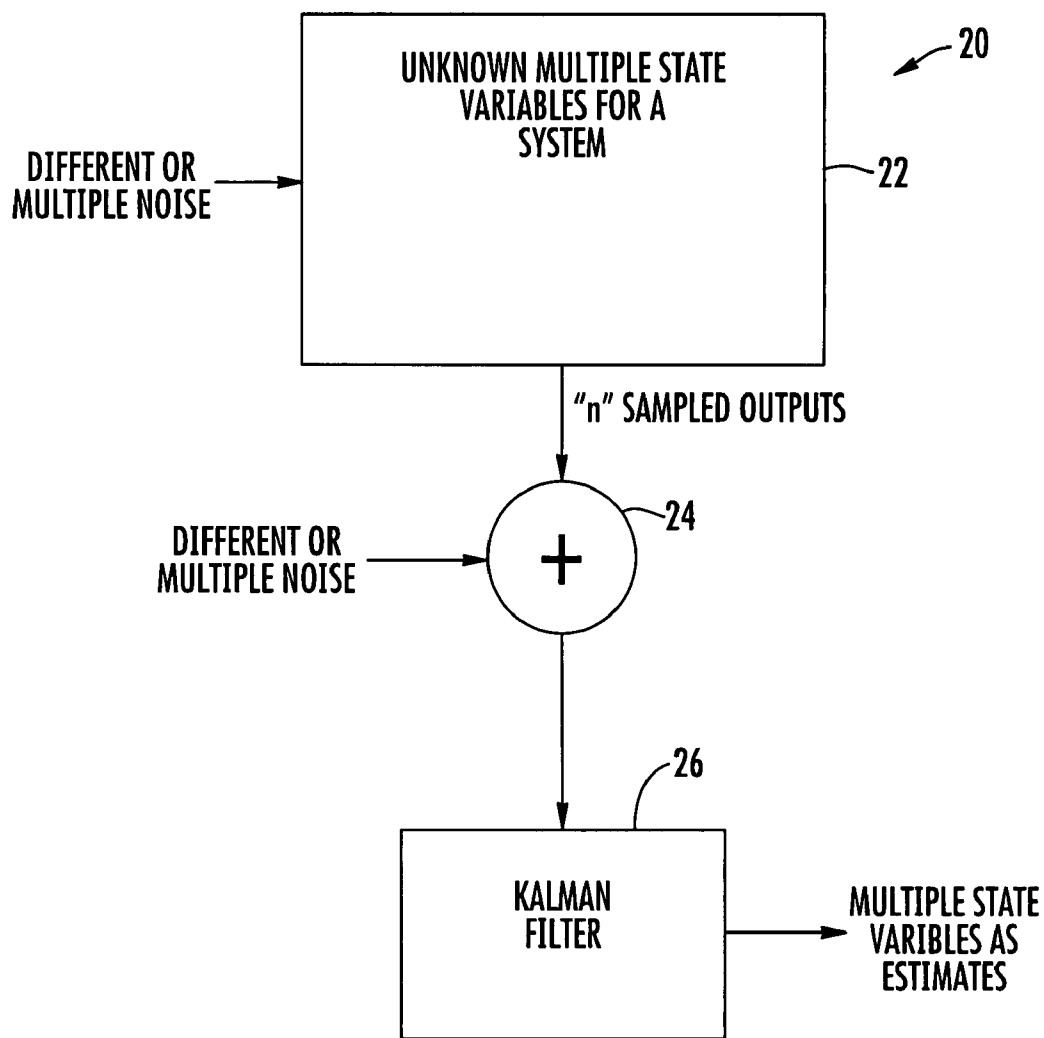 UNKNOWN MULTIPLE STATE
VARIABLES FOR A
SYSTEM
20
DIFFERENT OR
MULTIPLE NOISE
22
“n” SAMPLED OUTPUTS
24
DIFFERENT OR
MULTIPLE NOISE
+
26
KALMAN
FILTER
MULTIPLE STATE
VARIBLES AS
ESTIMATES